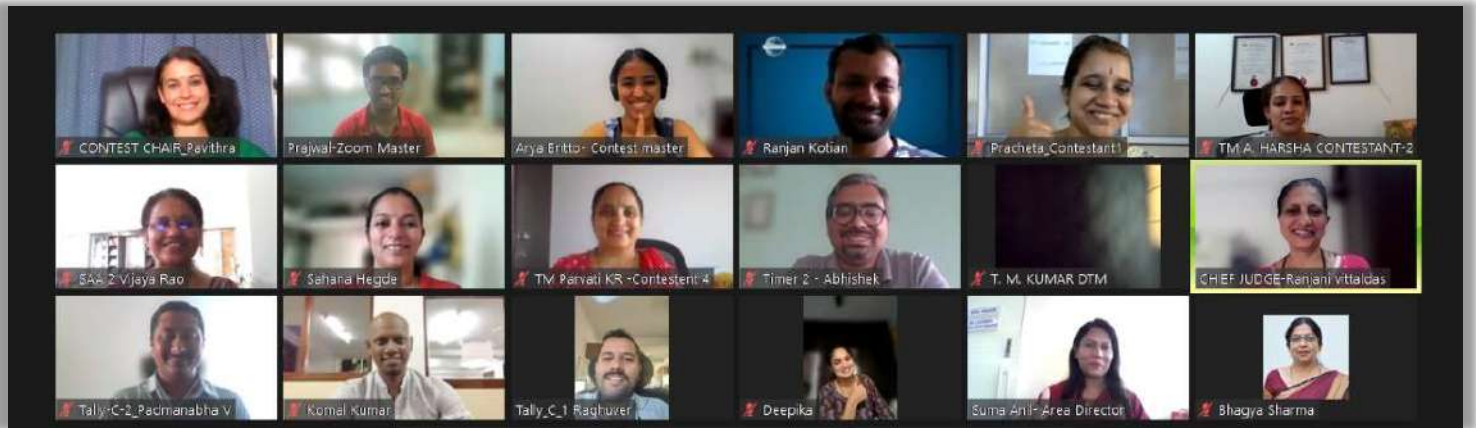 CONTEST CHAIR_Pavithra
Prajwal-Zoom Master
Arya Britto- Contest master
Ranjan Kotian
Pracheta_Contestant1
TM A. HARSHA CONTESTANT-2
SAA 2 Vijaya Rao
Sahana Hegde
TM Parvati KR -Contestent 4
Timer 2 - Abhishek
T. M. KUMAR DTM
CHIEF JUDGE-Ranjani vittaldas
Tally-C-2_Padmanabha V
Komal Kumar
Tally_C_1 Raghuver
Deepika
Suma Anil- Area Director
Bhagya Sharma